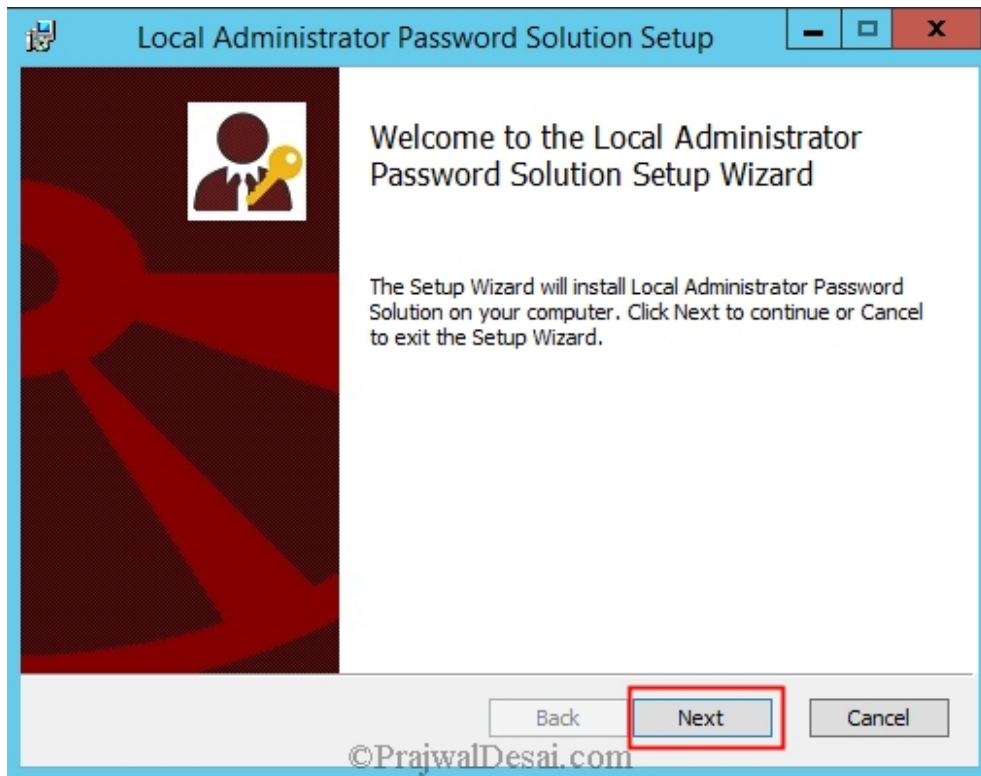 Local Administrator Password Solution Setup
Welcome to the Local Administrator
Password Solution Setup Wizard
The Setup Wizard will install Local Administrator Password
Solution on your computer. Click Next to continue or Cancel
to exit the Setup Wizard.
Back Next Cancel
©PrajwalDesai.com